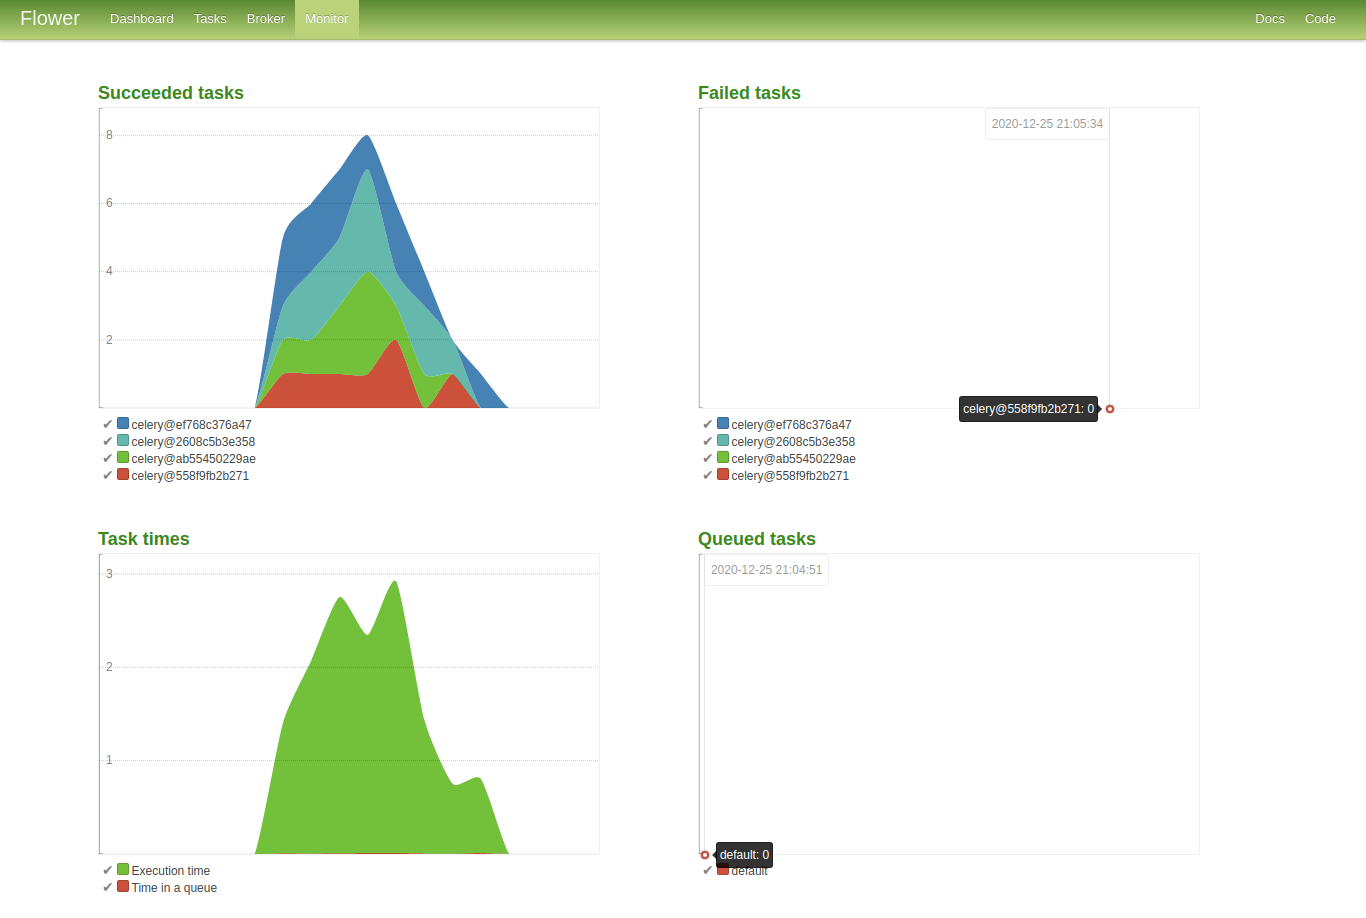 Flower Dashboard Tasks Broker Monitor Docs Code
Succeeded tasks
8
6
4
2
✔ celery@ef768c376a47
✔ celery@2608c5b3e358
✔ celery@ab55450229ae
✔ celery@558f9fb2b271
Failed tasks
2020-12-25 21:05:34
celery@558f9fb2b271: 0
✔ celery@ef768c376a47
✔ celery@2608c5b3e358
✔ celery@ab55450229ae
✔ celery@558f9fb2b271
Task times
3
2
1
✔ Execution time
✔ Time in a queue
Queued tasks
2020-12-25 21:04:51
default: 0
✔ default